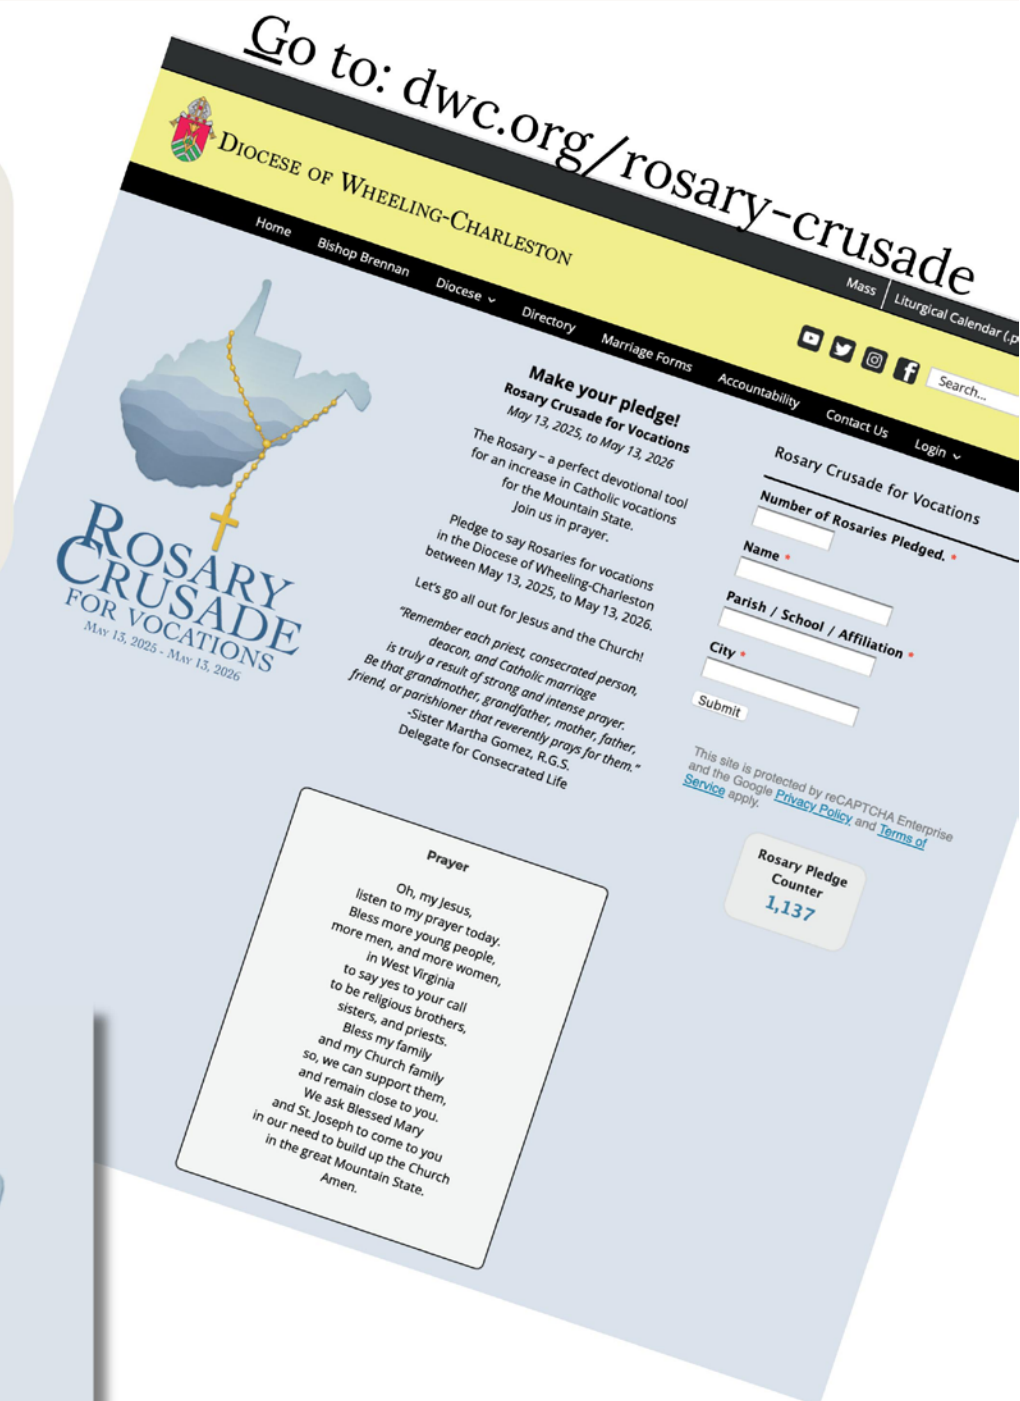 Go to: dwc.org/rosary-crusade
Mass
Liturgical Calendar (.p
DIOCESE OF WHEELING-CHARLESTON
Search...
Home
Bishop Brennan
Diocese
Directory
Marriage Forms
Accountability
Contact Us
Login
ROSARY
CRUSADE
FOR VOCATIONS
MAY 13, 2025 - MAY 13, 2026
Make your pledge!
Rosary Crusade for Vocations
May 13, 2025, to May 13, 2026
The Rosary – a perfect devotional tool
for an increase in Catholic vocations
for the Mountain State.
Join us in prayer.
Pledge to say Rosaries for vocations
in the Diocese of Wheeling-Charleston
between May 13, 2025, to May 13, 2026.
Let's go all out for Jesus and the Church!
"Remember each priest, consecrated person,
deacon, and Catholic marriage
is truly a result of strong and intense prayer.
Be that grandmother, grandfather, mother, father,
friend, or parishioner that reverently prays for them."
-Sister Martha Gomez, R.G.S.
Delegate for Consecrated Life
Rosary Crusade for Vocations
Number of Rosaries Pledged. *
Name *
Parish / School / Affiliation *
City *
Submit
This site is protected by reCAPTCHA Enterprise
and the Google Privacy Policy and Terms of
Service apply.
Rosary Pledge
Counter
1,137
Prayer
Oh, my Jesus,
listen to my prayer today.
Bless more young people,
more men, and more women,
in West Virginia
to say yes to your call
to be religious brothers,
sisters, and priests.
Bless my family
and my Church family
so, we can support them,
and remain close to you.
We ask Blessed Mary
and St. Joseph to come to you
in our need to build up the Church
in the great Mountain State.
Amen.